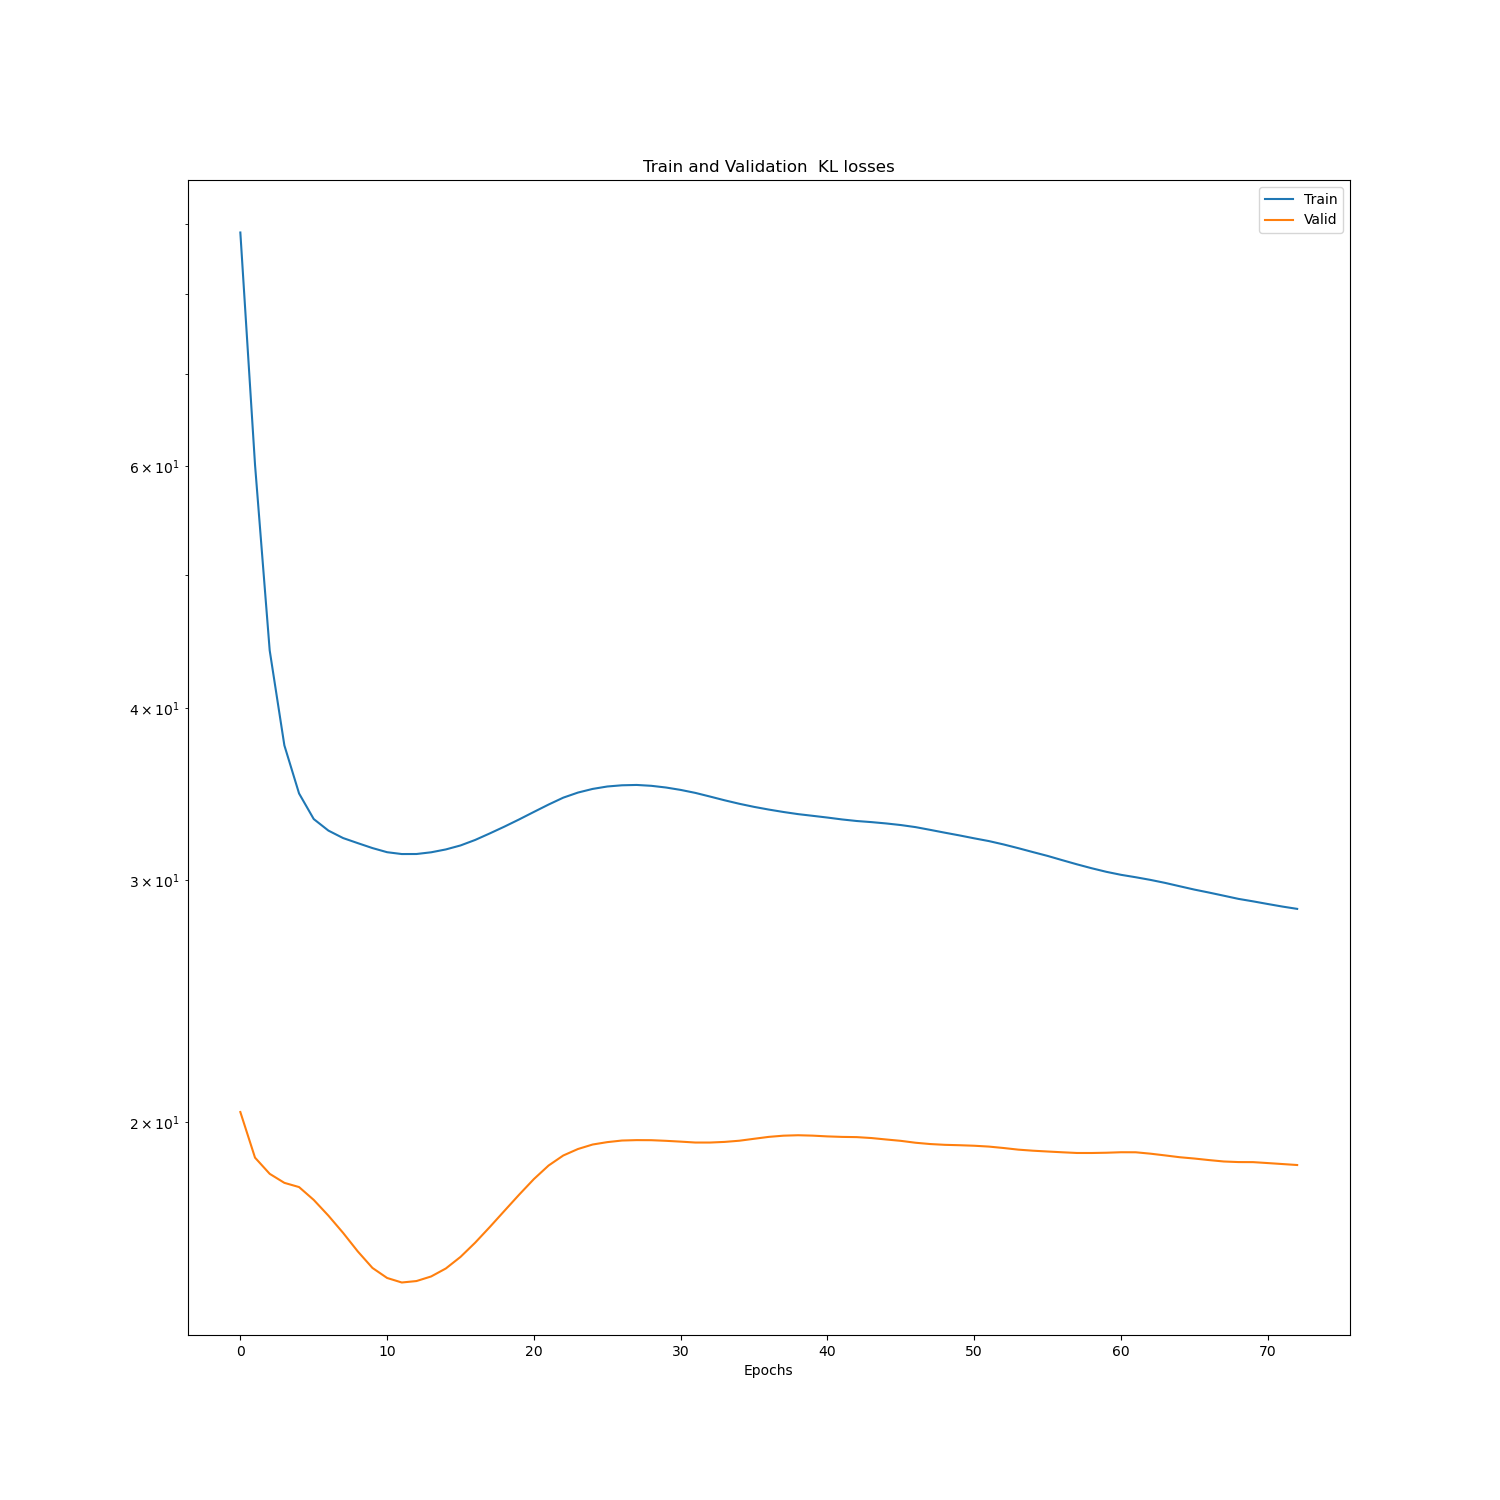 Train and Validation  KL losses
Train
Valid
6 × 10¹
4 × 10¹
3 × 10¹
2 × 10¹
0 10 20 30 40 50 60 70
Epochs